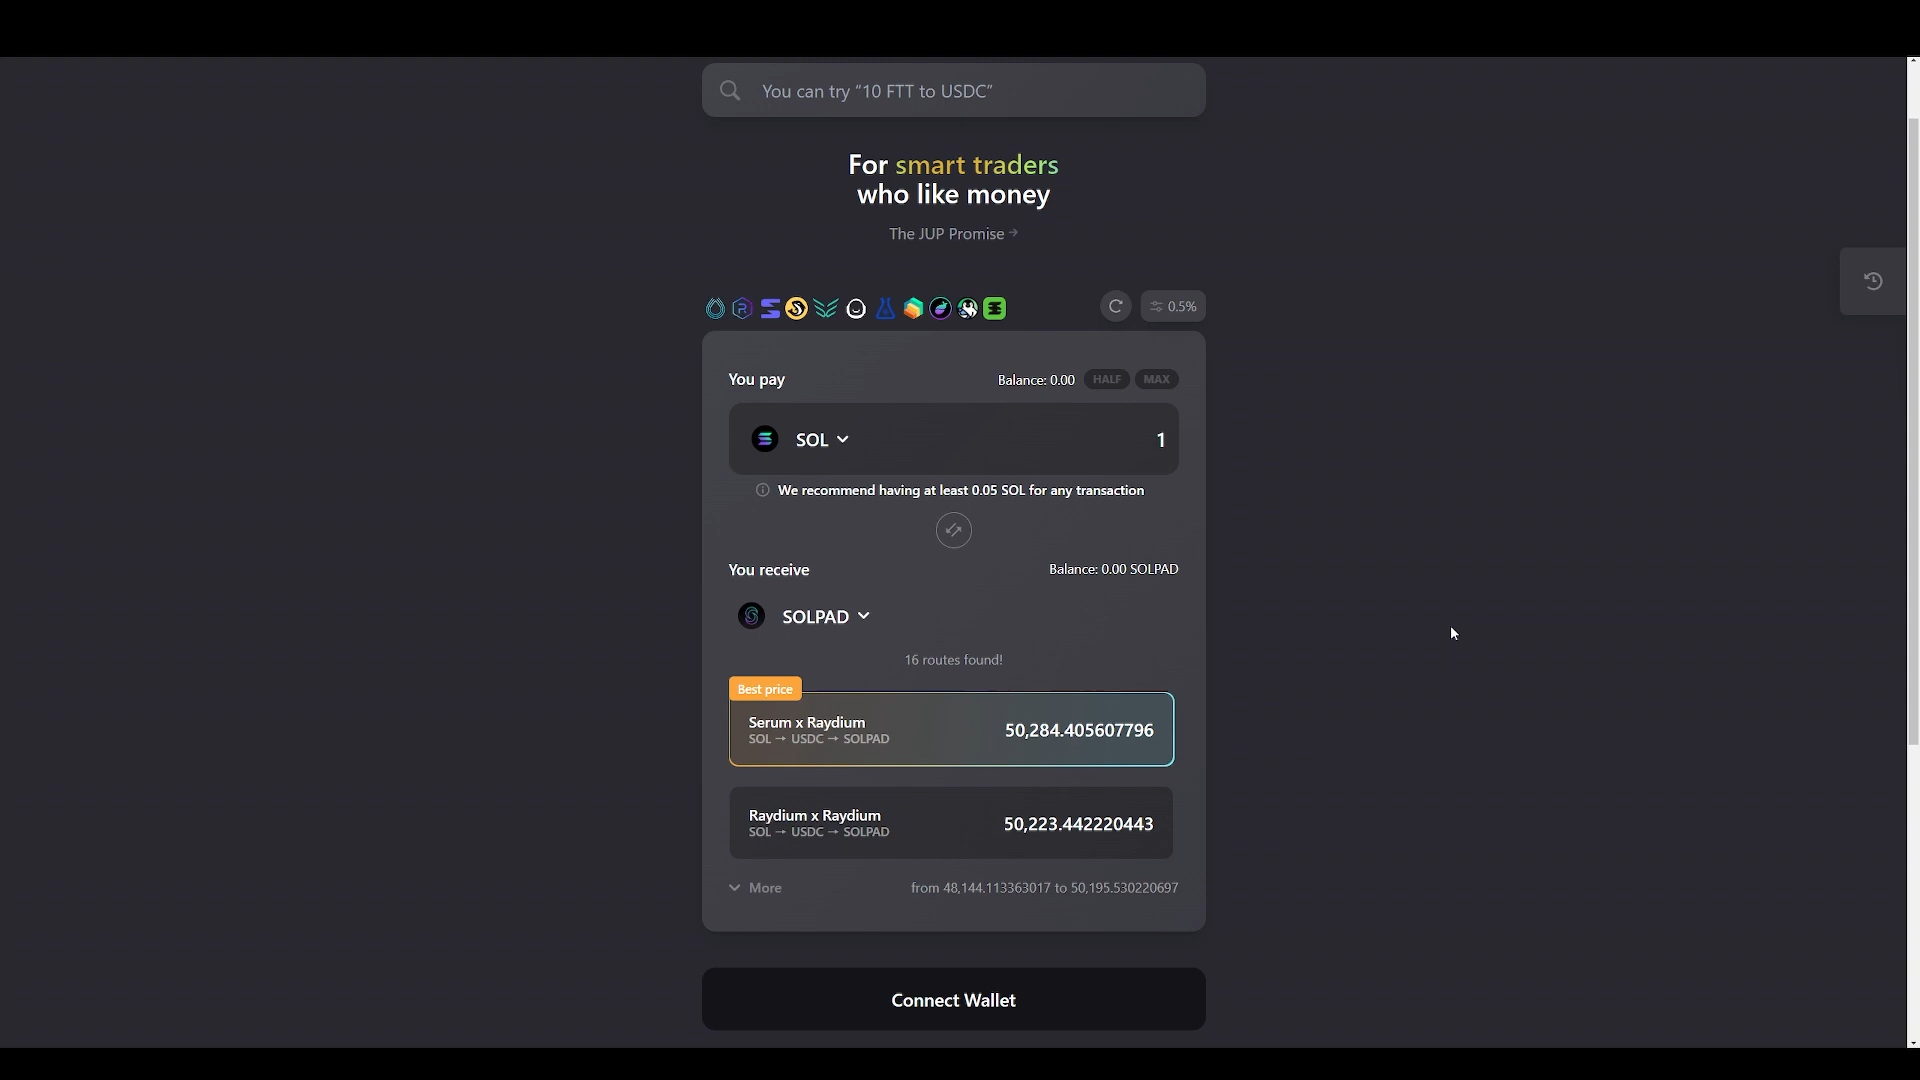 You can try “10 FTT to USDC”
For smart traders
who like money
The JUP Promise →
0.5%
You pay
Balance: 0.00 HALF MAX
SOL 1
We recommend having at least 0.05 SOL for any transaction
You receive
Balance: 0.00 SOLPAD
SOLPAD
16 routes found!
Best price
Serum x Raydium
SOL → USDC → SOLPAD
50,284.405607796
Raydium x Raydium
SOL → USDC → SOLPAD
50,223.442220443
More
from 48,144.113363017 to 50,195.530220697
Connect Wallet